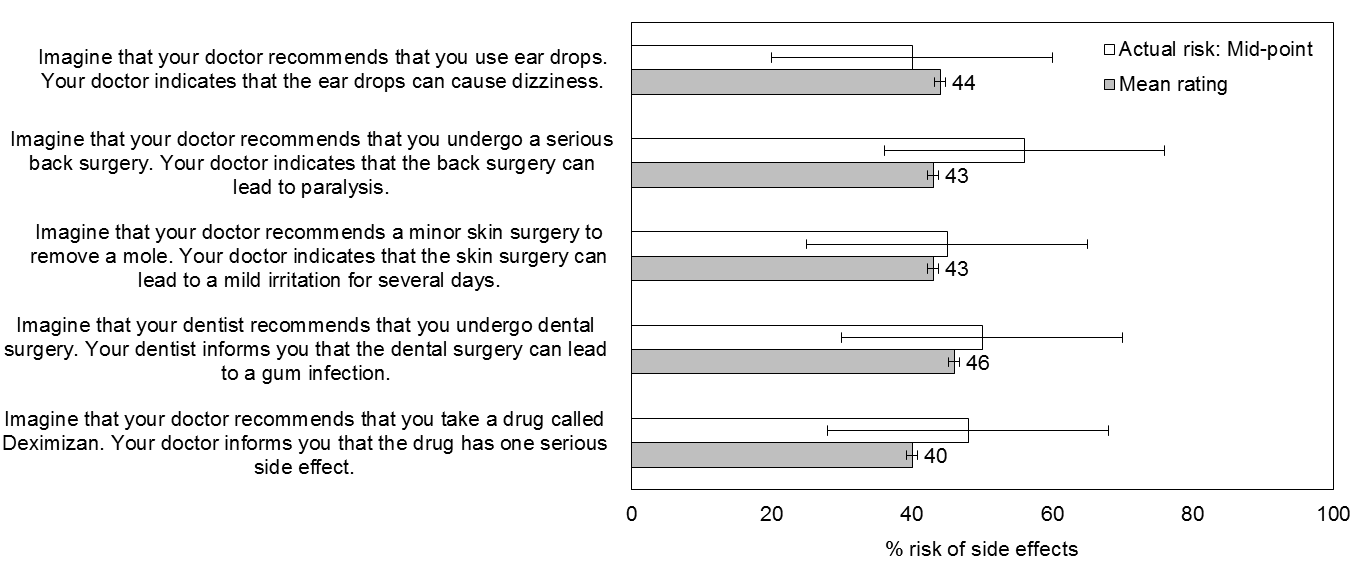 Imagine that your doctor recommends that you use ear drops.
Your doctor indicates that the ear drops can cause dizziness.
Imagine that your doctor recommends that you undergo a serious
back surgery. Your doctor indicates that the back surgery can
lead to paralysis.
Imagine that your doctor recommends a minor skin surgery to
remove a mole. Your doctor indicates that the skin surgery can
lead to a mild irritation for several days.
Imagine that your dentist recommends that you undergo dental
surgery. Your dentist informs you that the dental surgery can lead
to a gum infection.
Imagine that your doctor recommends that you take a drug called
Deximizan. Your doctor informs you that the drug has one serious
side effect.
Actual risk: Mid-point
Mean rating
44
43
43
46
40
0 20 40 60 80 100
% risk of side effects